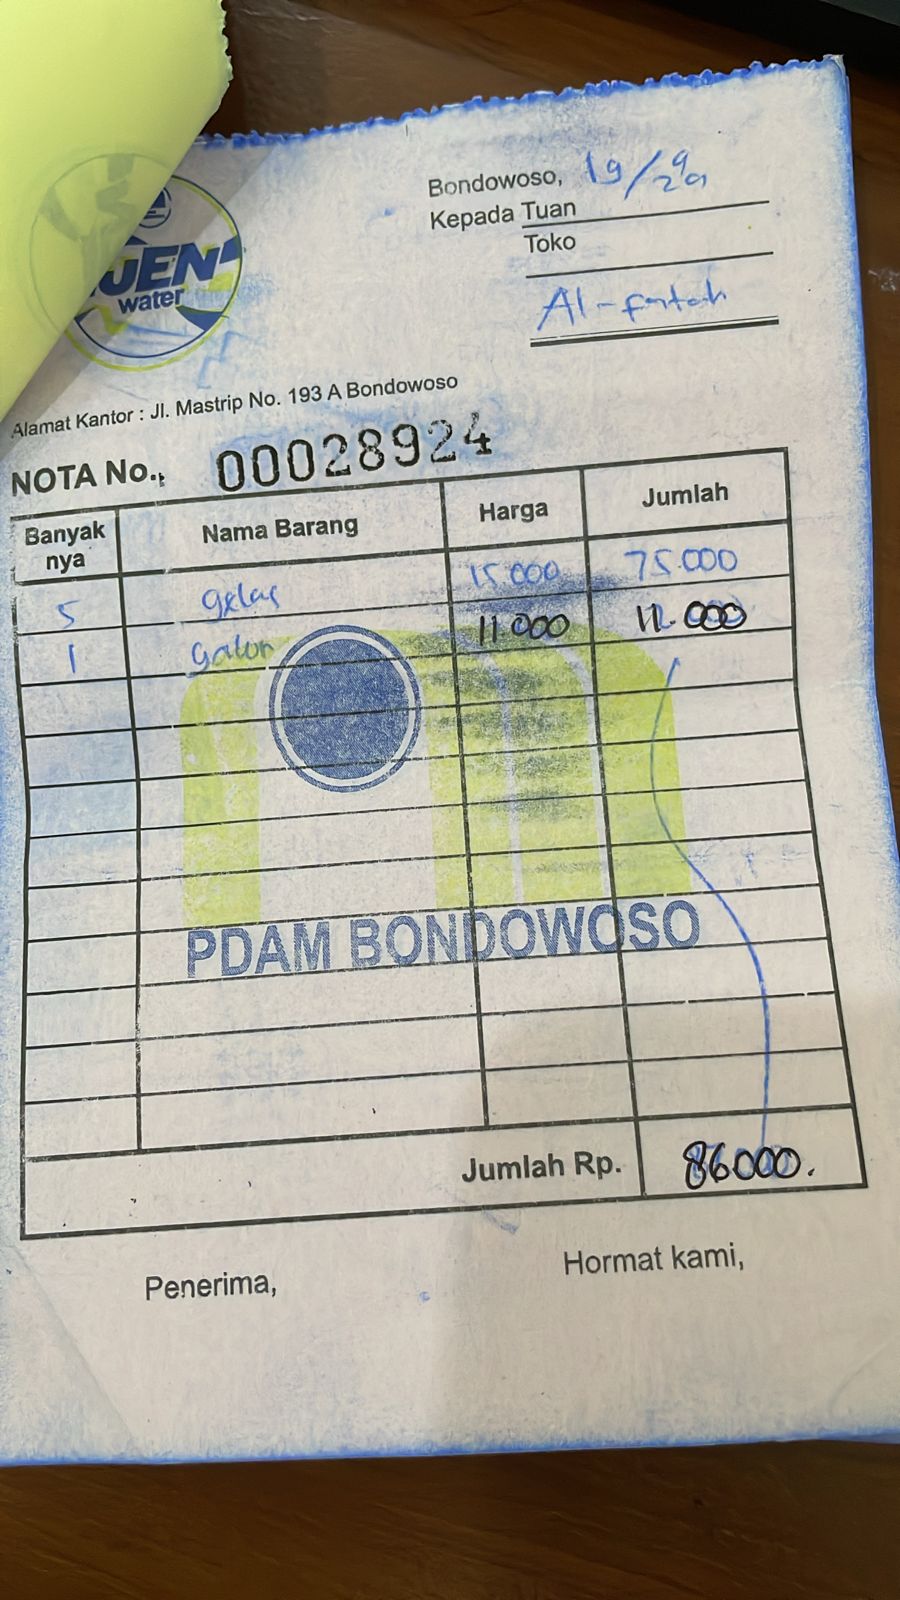 UEN
water
Bondowoso, 19/9
Kepada Tuan
Toko
Al-fatah
Alamat Kantor : Jl. Mastrip No. 193 A Bondowoso
NOTA No., 00028924
Banyak nya Nama Barang Harga Jumlah
5 gelas 15.000 75.000
1 galon 11.000 11.000
PDAM BONDOWOSO
Jumlah Rp. 86000.
Penerima, Hormat kami,